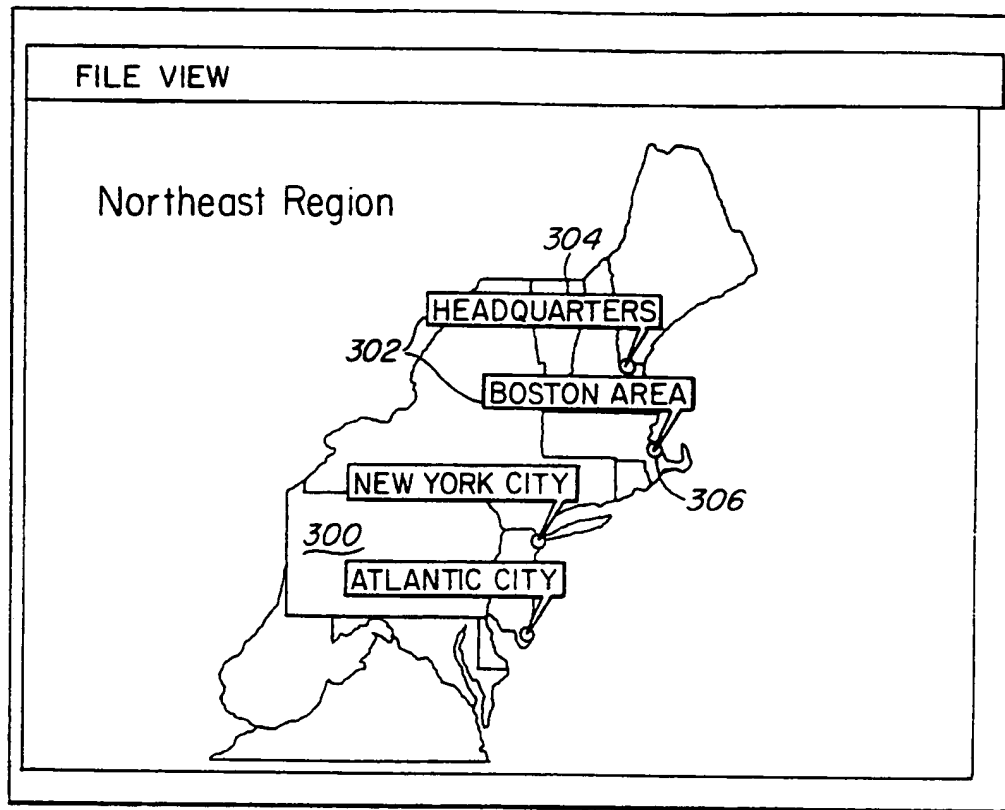 FILE VIEW
Northeast Region
304
HEADQUARTERS
302
BOSTON AREA
NEW YORK CITY
306
300
ATLANTIC CITY